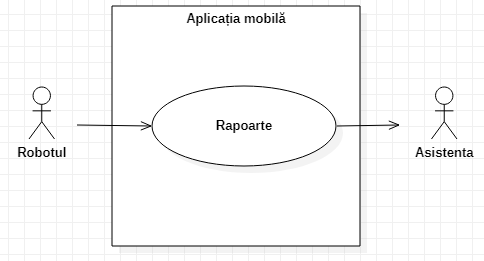 Aplicația mobilă
Rapoarte
Robotul
Asistenta